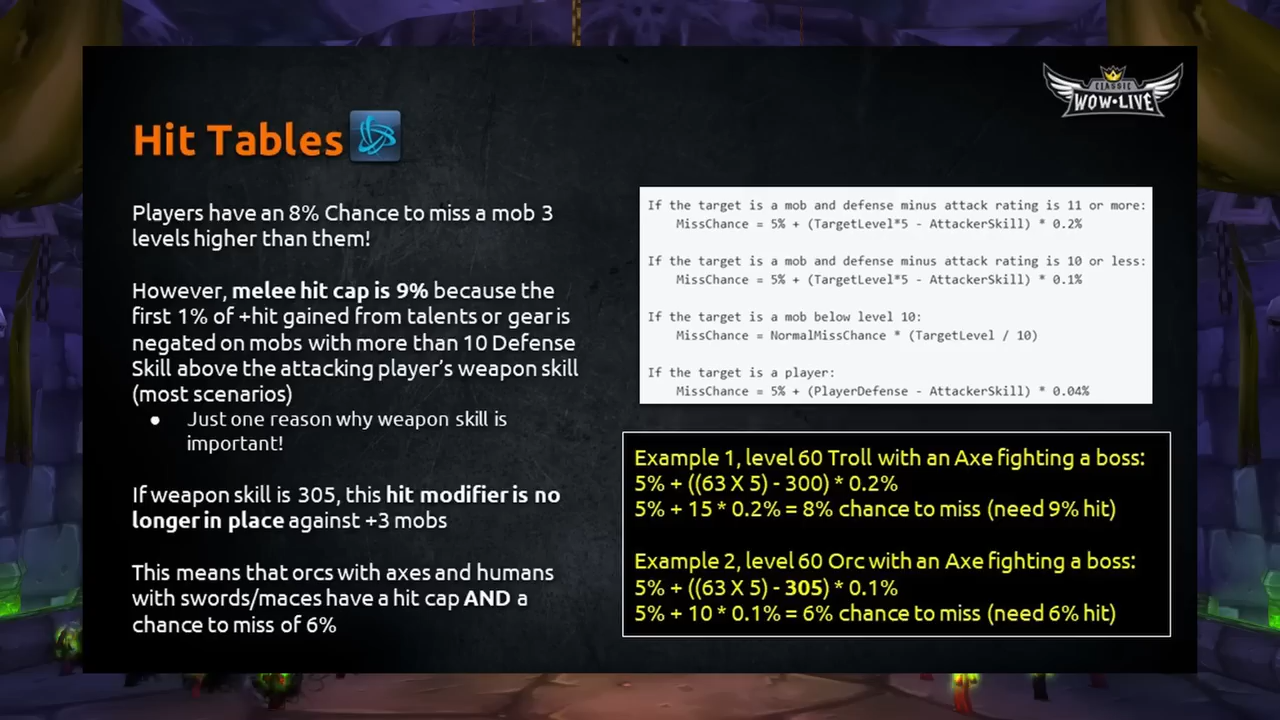 CLASSIC
WOW•LIVE
Hit Tables
Players have an 8% Chance to miss a mob 3
levels higher than them!
However, melee hit cap is 9% because the
first 1% of +hit gained from talents or gear is
negated on mobs with more than 10 Defense
Skill above the attacking player's weapon skill
(most scenarios)
● Just one reason why weapon skill is
important!
If weapon skill is 305, this hit modifier is no
longer in place against +3 mobs
This means that orcs with axes and humans
with swords/maces have a hit cap AND a
chance to miss of 6%
If the target is a mob and defense minus attack rating is 11 or more:
MissChance = 5% + (TargetLevel*5 - AttackerSkill) * 0.2%
If the target is a mob and defense minus attack rating is 10 or less:
MissChance = 5% + (TargetLevel*5 - AttackerSkill) * 0.1%
If the target is a mob below level 10:
MissChance = NormalMissChance * (TargetLevel / 10)
If the target is a player:
MissChance = 5% + (PlayerDefense - AttackerSkill) * 0.04%
Example 1, level 60 Troll with an Axe fighting a boss:
5% + ((63 X 5) - 300) * 0.2%
5% + 15 * 0.2% = 8% chance to miss (need 9% hit)
Example 2, level 60 Orc with an Axe fighting a boss:
5% + ((63 X 5) - 305) * 0.1%
5% + 10 * 0.1% = 6% chance to miss (need 6% hit)